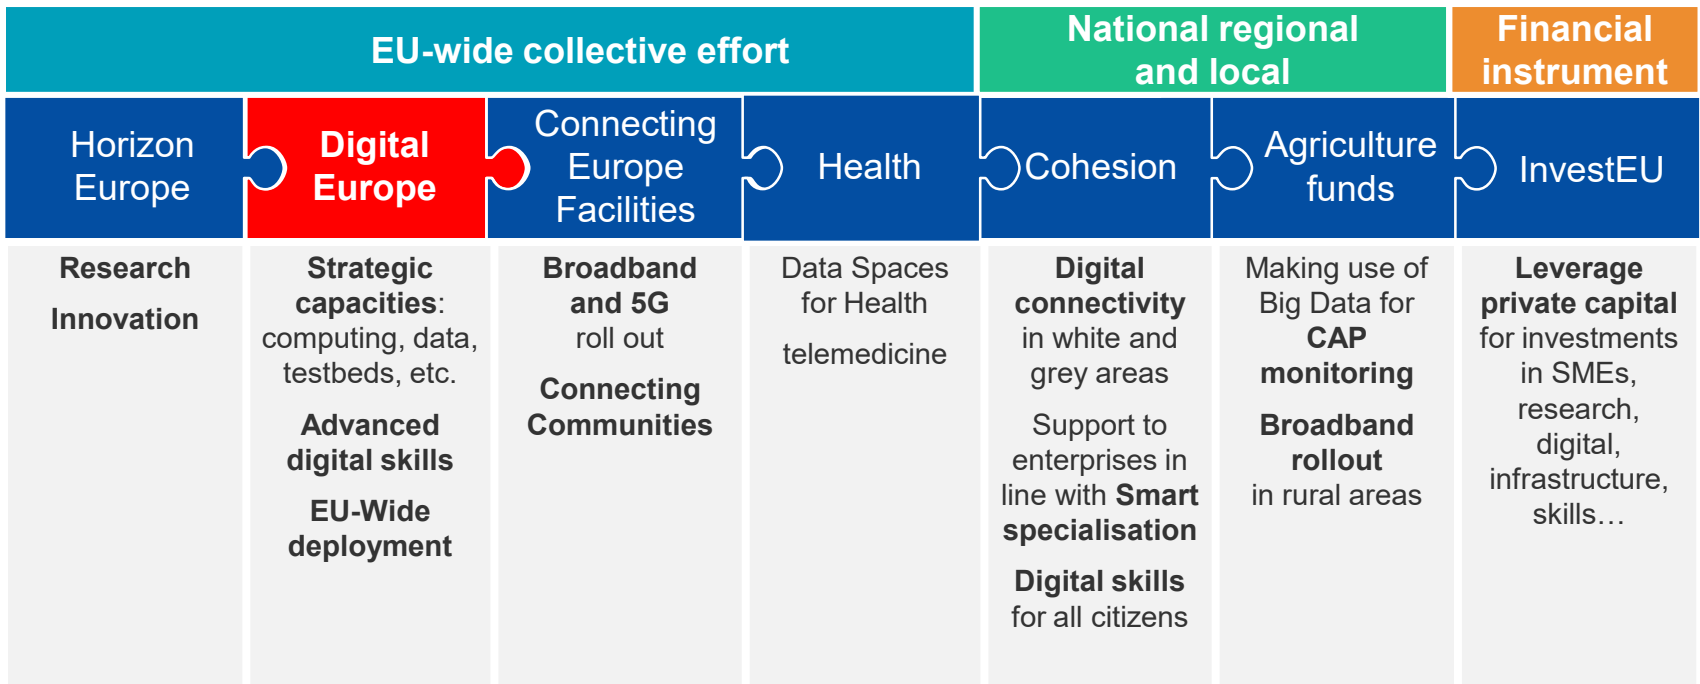 EU-wide collective effort
National regional
and local
Financial
instrument
Horizon
Europe
Digital
Europe
Connecting
Europe
Facilities
Health
Cohesion
Agriculture
funds
InvestEU
Research
Innovation
Strategic
capacities:
computing, data,
testbeds, etc.
Advanced
digital skills
EU-Wide
deployment
Broadband
and 5G
roll out
Connecting
Communities
Data Spaces
for Health
telemedicine
Digital
connectivity
in white and
grey areas
Support to
enterprises in
line with Smart
specialisation
Digital skills
for all citizens
Making use of
Big Data for
CAP
monitoring
Broadband
rollout
in rural areas
Leverage
private capital
for investments
in SMEs,
research,
digital,
infrastructure,
skills…